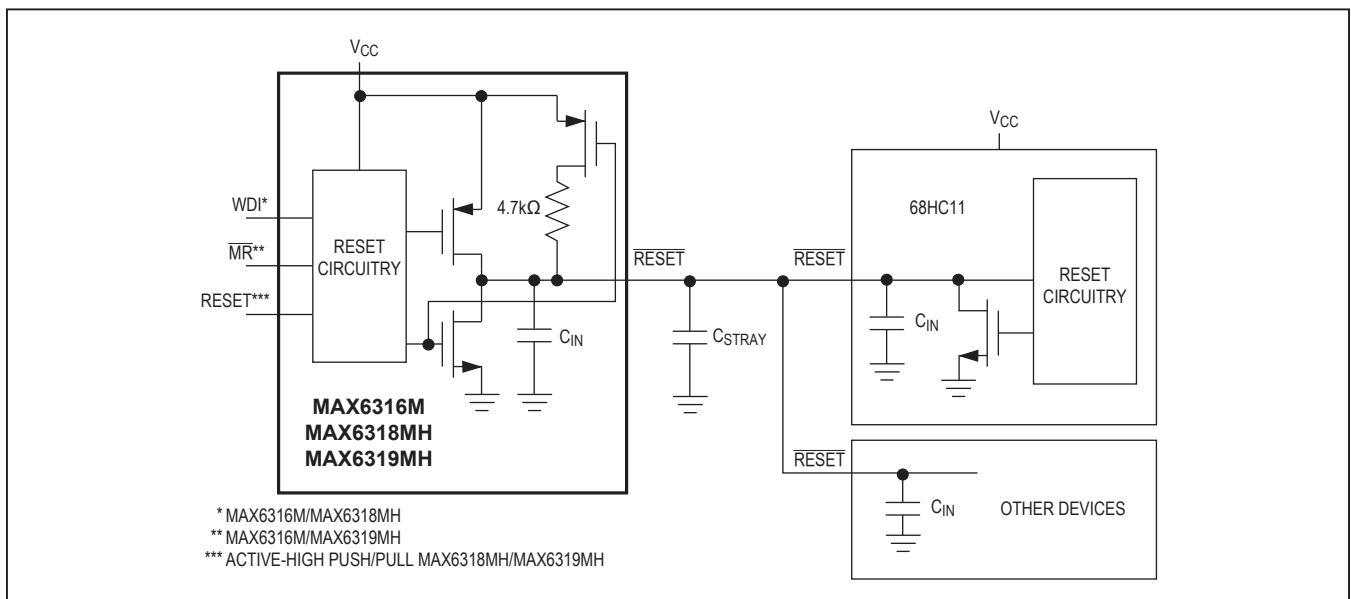 VCC
WDI*
MR**
RESET***
RESET
CIRCUITRY
4.7kΩ
CIN
MAX6316M
MAX6318MH
MAX6319MH
RESET
CSTRAY
RESET
VCC
68HC11
CIN
RESET
CIRCUITRY
RESET
CIN
OTHER DEVICES
* MAX6316M/MAX6318MH
** MAX6316M/MAX6319MH
*** ACTIVE-HIGH PUSH/PULL MAX6318MH/MAX6319MH